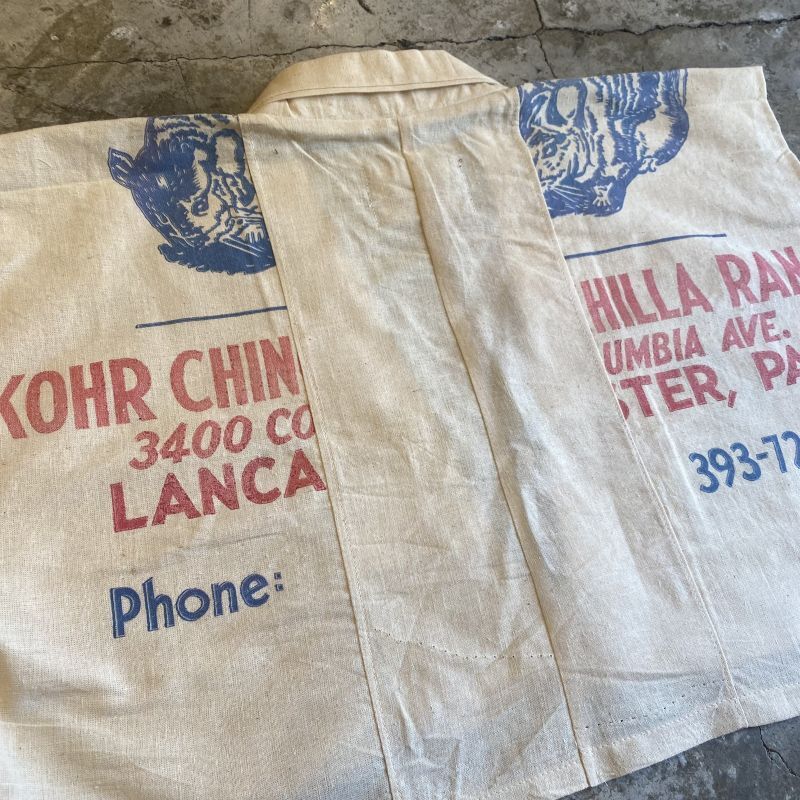 KOHR CHIN HILLA RAN
3400 CO UMBIA AVE.
LANCA STER, PA
Phone: 393-72